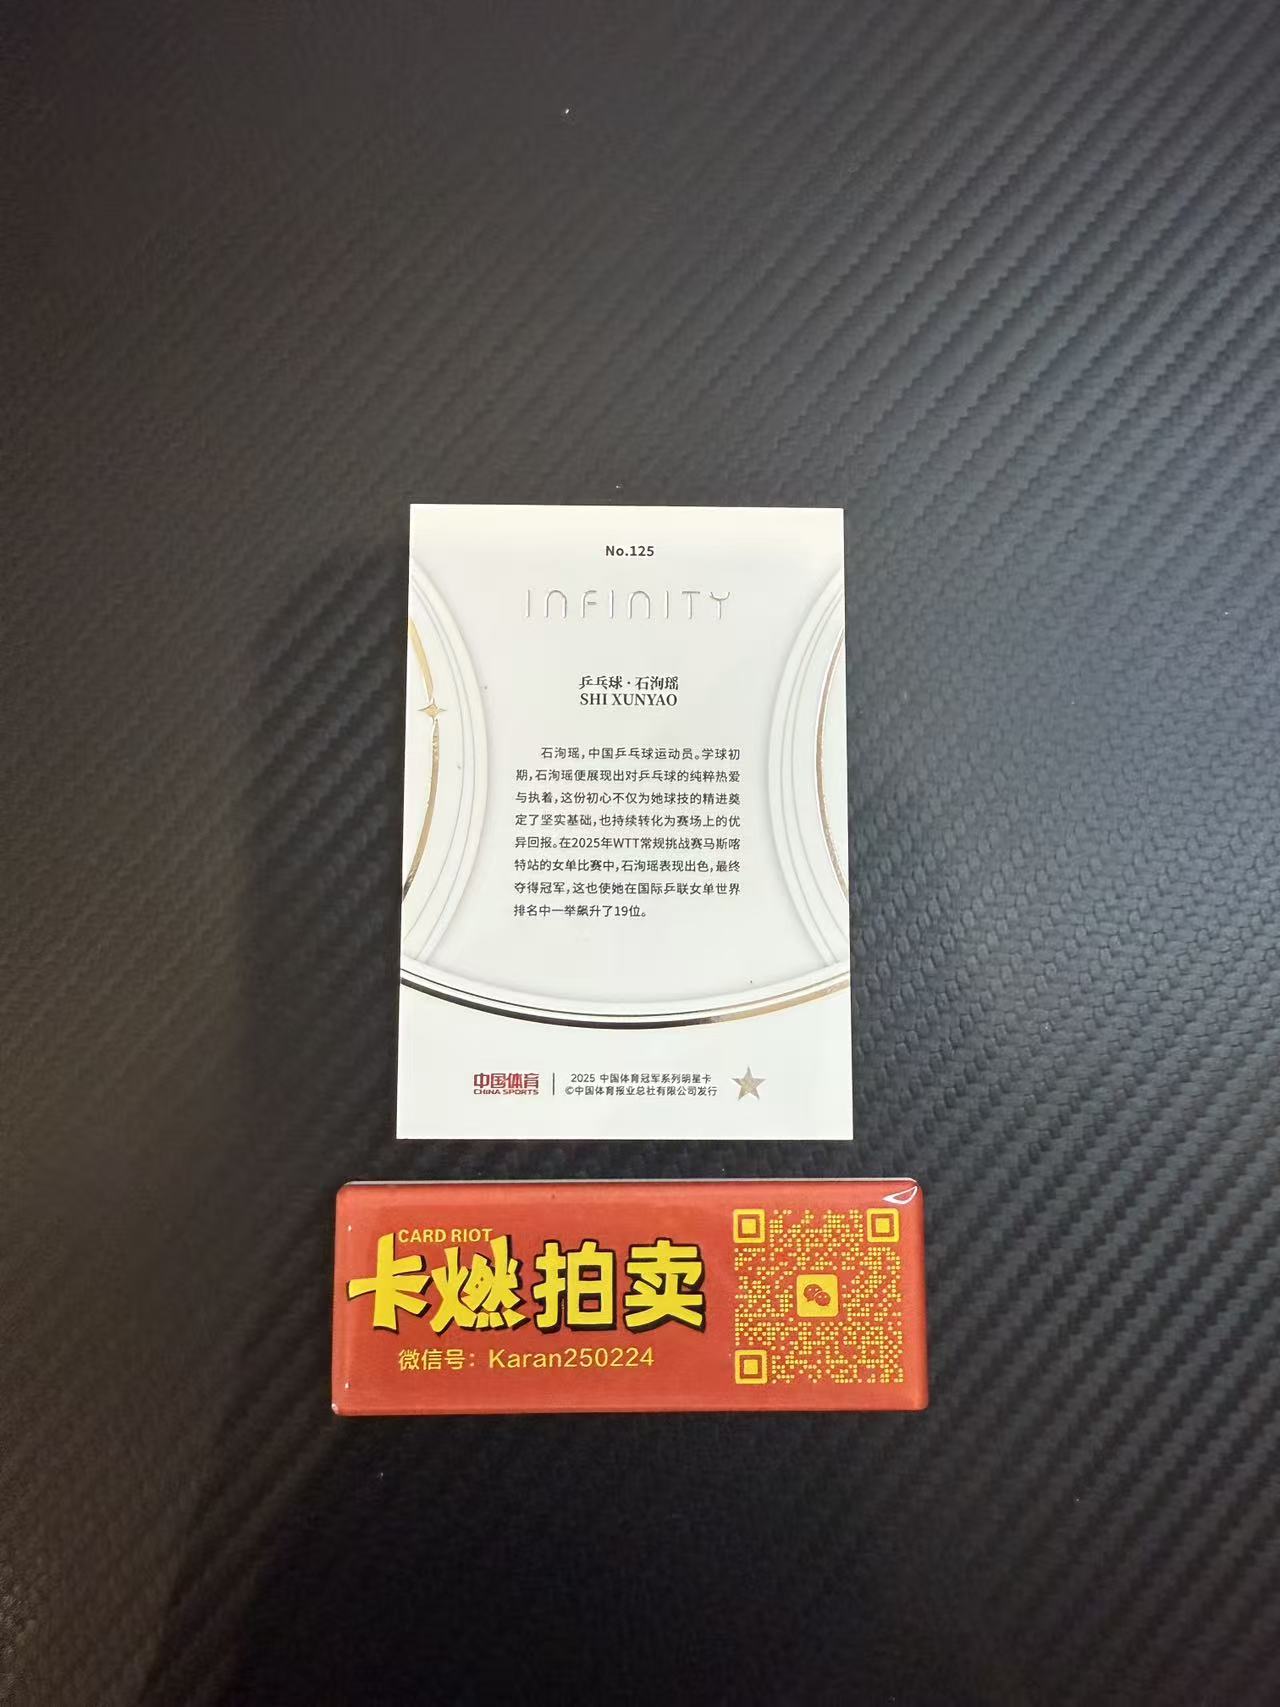 No.125
INFINITY
乒乓球·石洵瑶
SHI XUNYAO
石洵瑶，中国乒乓球运动员。学球初
期，石洵瑶便展现出对乒乓球的纯粹热爱
与执着，这份初心不仅为她球技的精进奠
定了坚实基础，也持续转化为赛场上的优
异回报。在2025年WTT常规挑战赛马斯喀
特站的女单比赛中，石洵瑶表现出色，最终
夺得冠军，这也使她在国际乒联女单世界
排名中一举飙升了19位。
中国体育
CHINA SPORTS
2025 中国体育冠军系列明星卡
©中国体育报业总社有限公司发行
CARD RIOT
卡燃拍卖
微信号：Karan250224